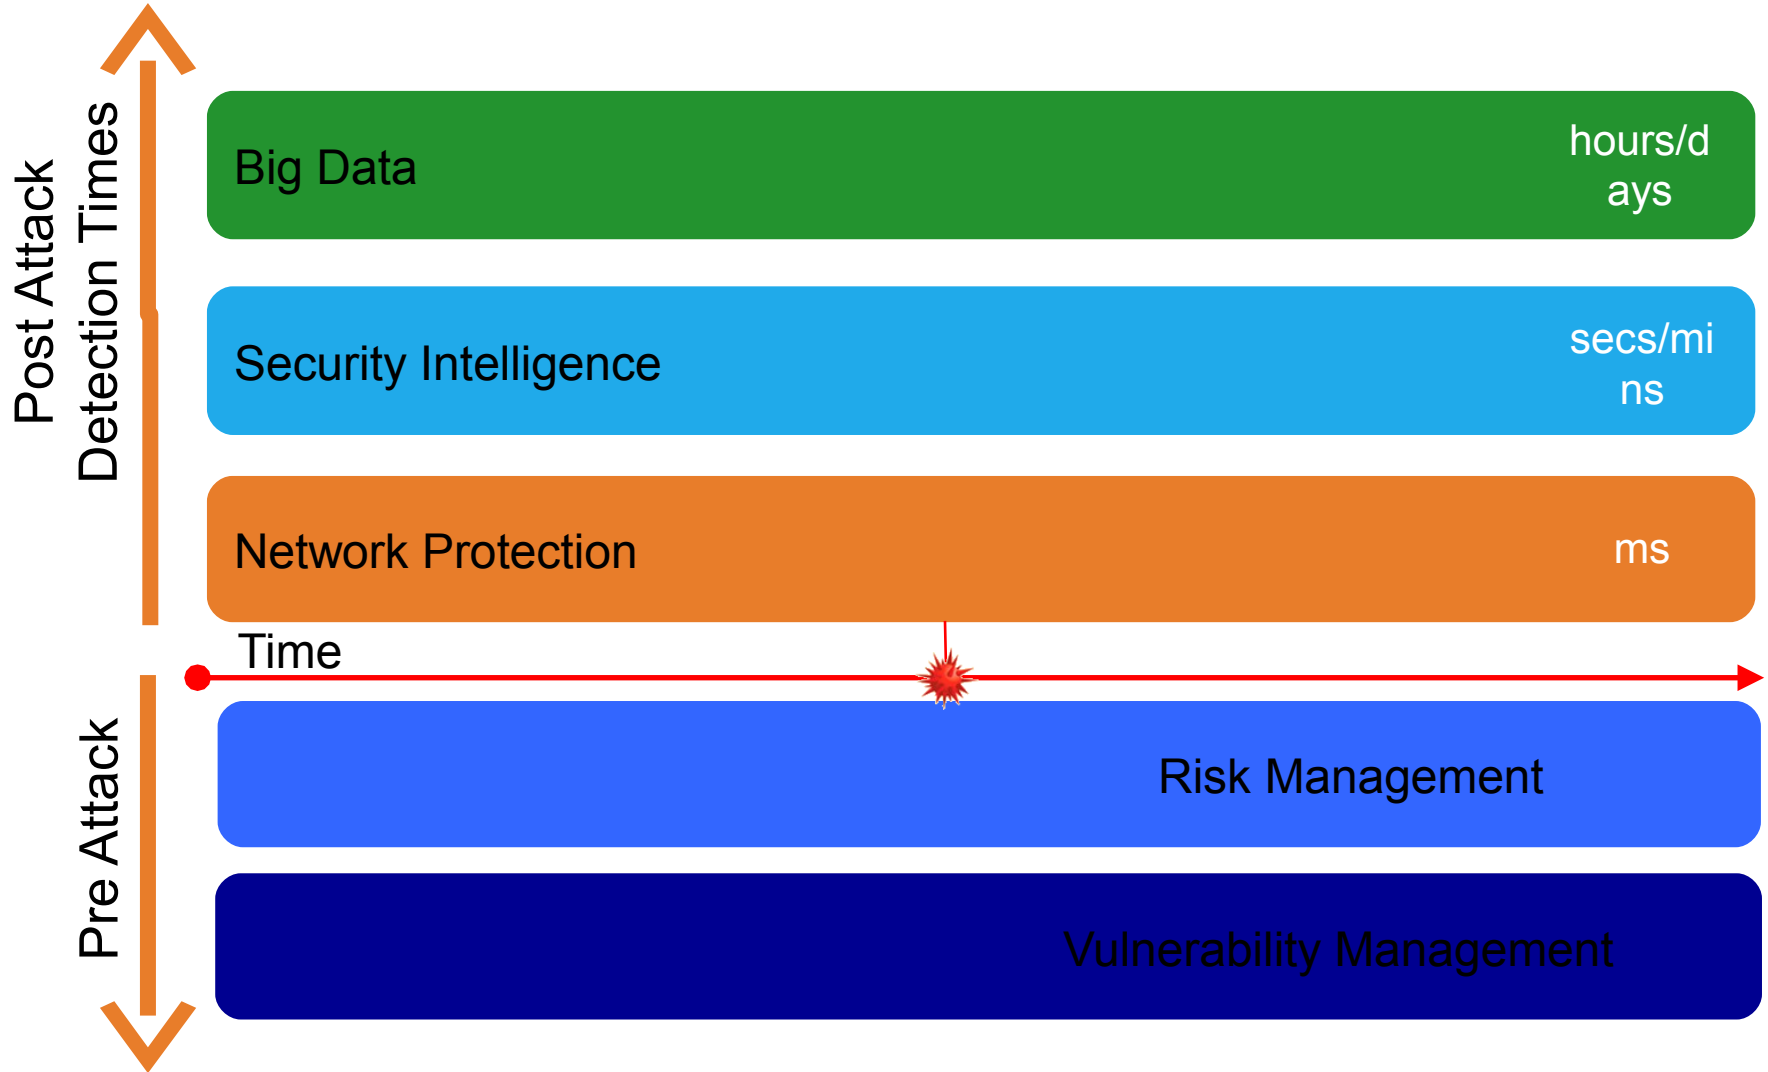 Post Attack
Detection Times
Big Data
hours/d
ays
Security Intelligence
secs/mi
ns
Network Protection
ms
Time
Pre Attack
Risk Management
Vulnerability Management